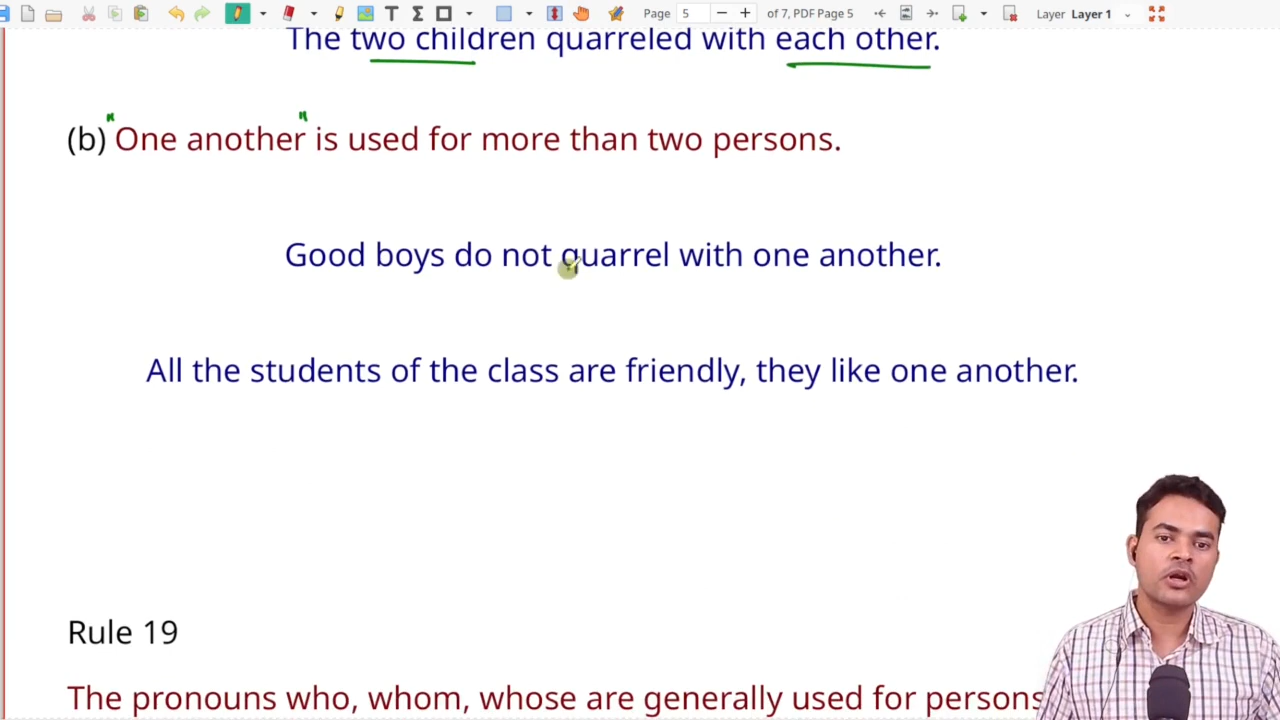 Page 5 of 7, PDF Page 5 Layer Layer 1
The two children quarreled with each other.
(b) "One another" is used for more than two persons.
Good boys do not quarrel with one another.
All the students of the class are friendly, they like one another.
Rule 19
The pronouns who, whom, whose are generally used for persons